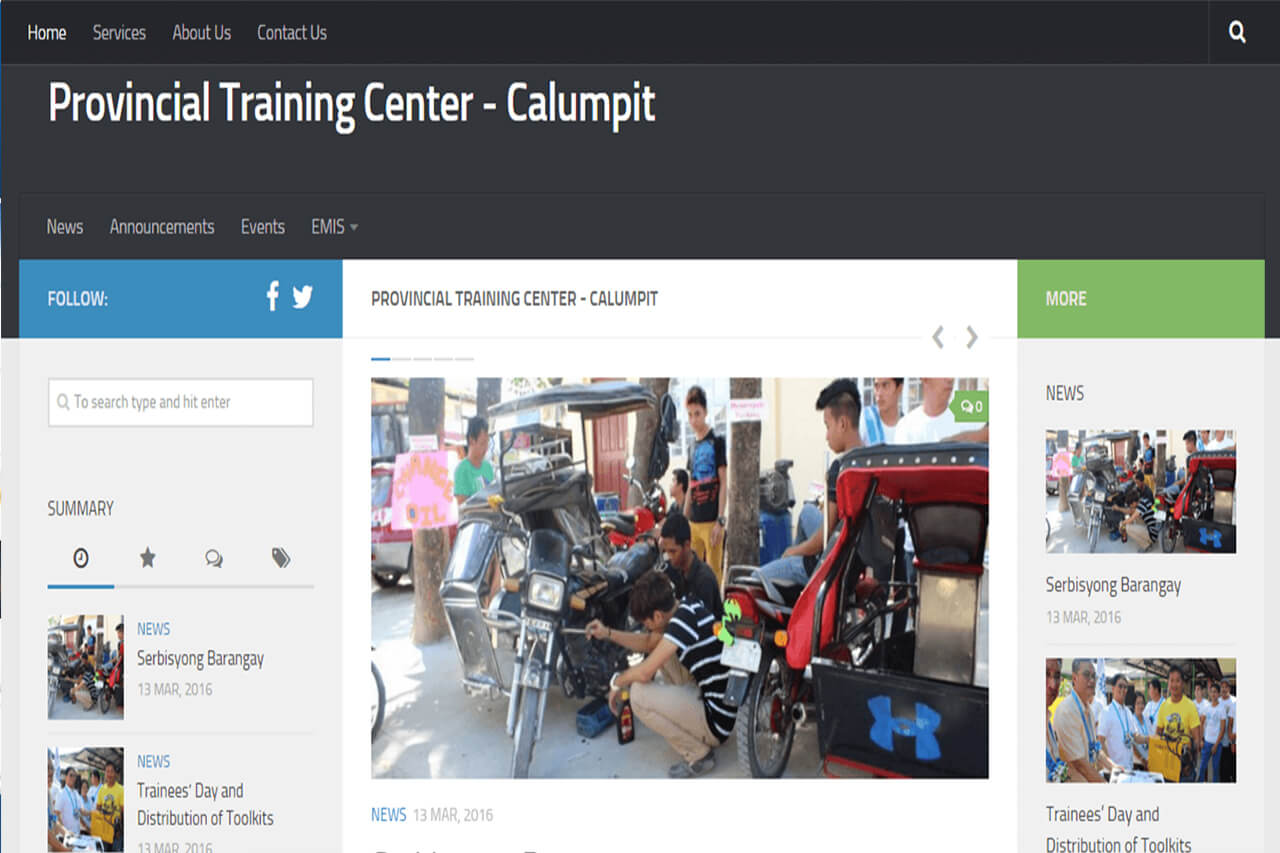 Home Services About Us Contact Us
Provincial Training Center - Calumpit
News Announcements Events EMIS
FOLLOW:
PROVINCIAL TRAINING CENTER - CALUMPIT
MORE
To search type and hit enter
SUMMARY
NEWS
Serbisyong Barangay
13 MAR, 2016
NEWS
Trainees' Day and
Distribution of Toolkits
13 MAR, 2016
OIL
0
NEWS 13 MAR, 2016
NEWS
Serbisyong Barangay
13 MAR, 2016
Trainees' Day and
Distribution of Toolkits